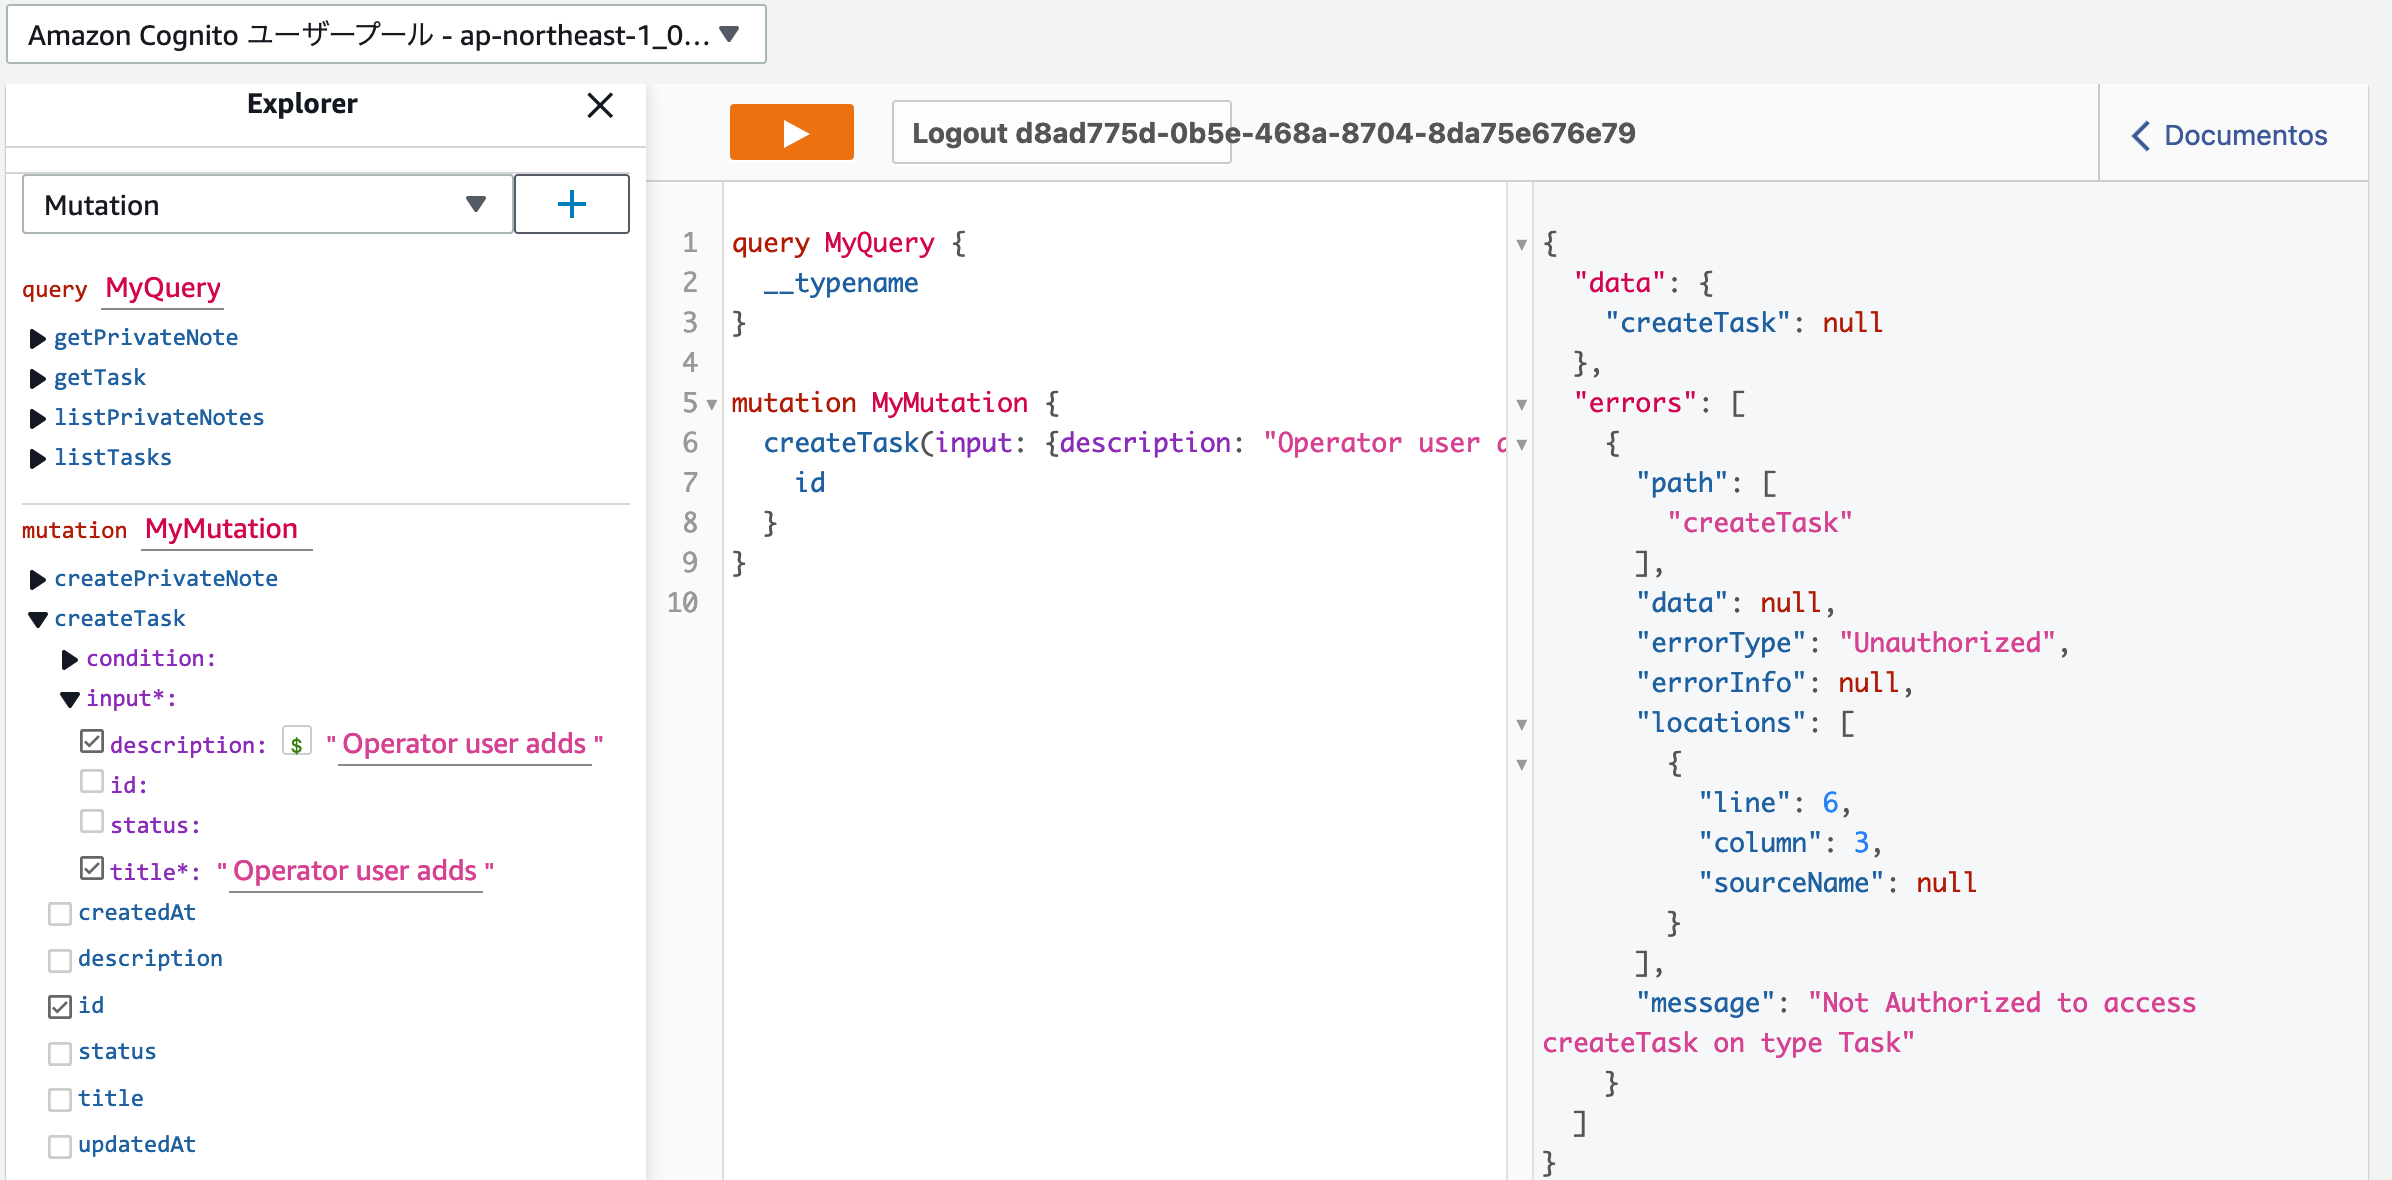 Amazon Cognito ユーザープール - ap-northeast-1_0...
Explorer
Logout d8ad775d-0b5e-468a-8704-8da75e676e79
Documentos
Mutation
query MyQuery
getPrivateNote
getTask
listPrivateNotes
listTasks
mutation MyMutation
createPrivateNote
createTask
condition:
input*:
description: $ "Operator user adds"
id:
status:
title*: "Operator user adds"
createdAt
description
id
status
title
updatedAt
1 query MyQuery {
2 __typename
3 }
4
5 mutation MyMutation {
6 createTask(input: {description: "Operator user
7 id
8 }
9 }
10
{
"data": {
"createTask": null
},
"errors": [
{
"path": [
"createTask"
],
"data": null,
"errorType": "Unauthorized",
"errorInfo": null,
"locations": [
{
"line": 6,
"column": 3,
"sourceName": null
}
],
"message": "Not Authorized to access
createTask on type Task"
}
]
}